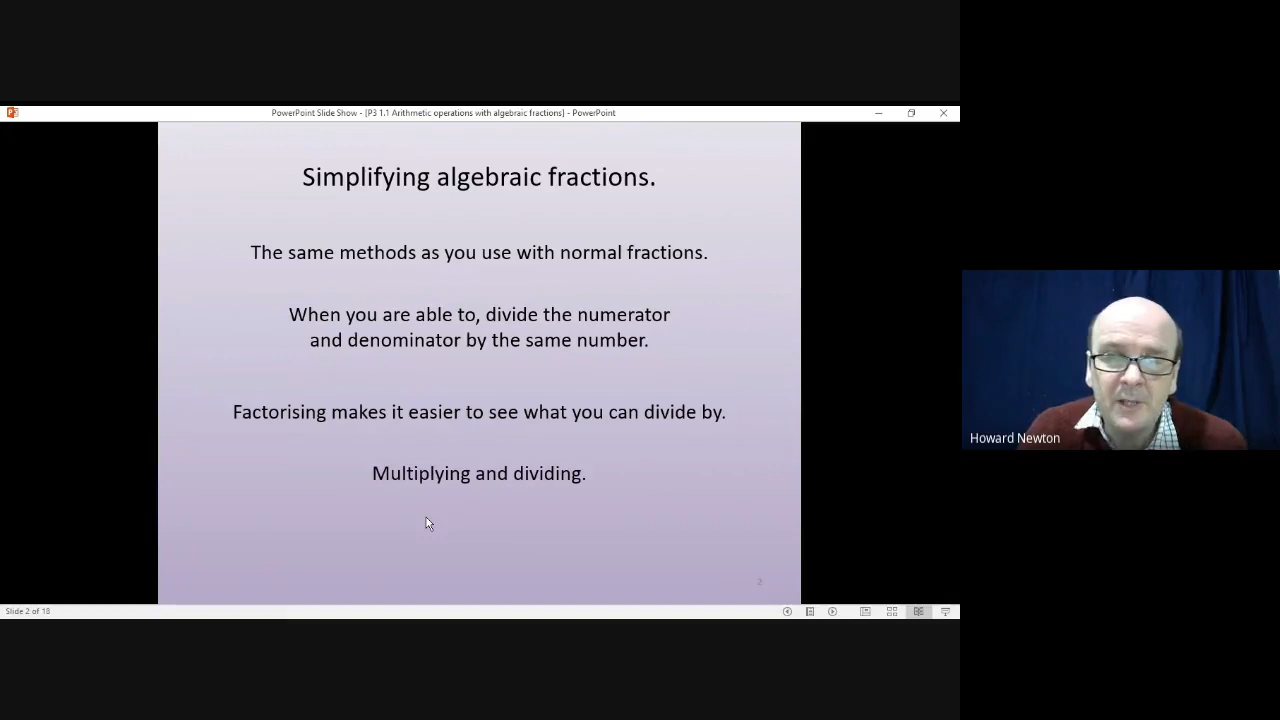 PowerPoint Slide Show - [P3 1.1 Arithmetic operations with algebraic fractions] - PowerPoint
Simplifying algebraic fractions.
The same methods as you use with normal fractions.
When you are able to, divide the numerator
and denominator by the same number.
Factorising makes it easier to see what you can divide by.
Multiplying and dividing.
2
Slide 2 of 18
Howard Newton